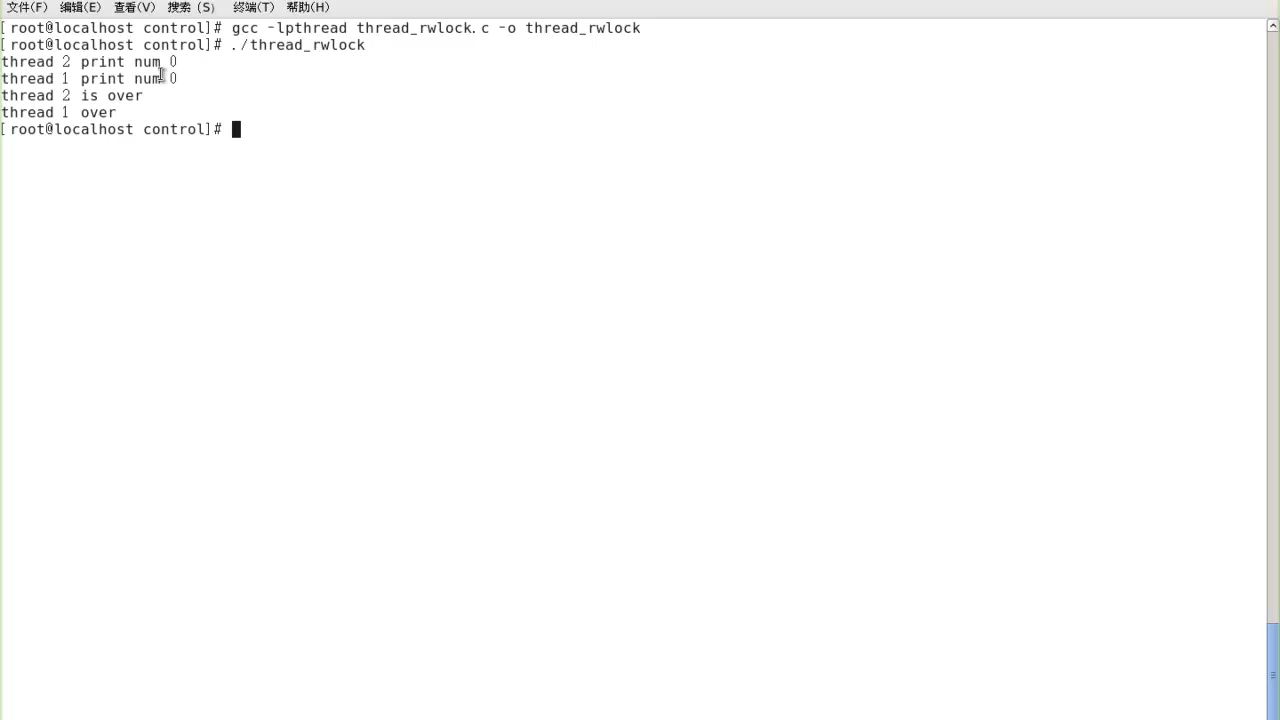 文件(F) 编辑(E) 查看(V) 搜索 (S) 终端(T) 帮助(H)
[root@localhost control]# gcc -lpthread thread_rwlock.c -o thread_rwlock
[root@localhost control]# ./thread_rwlock
thread 2 print num 0
thread 1 print num 0
thread 2 is over
thread 1 over
[root@localhost control]#